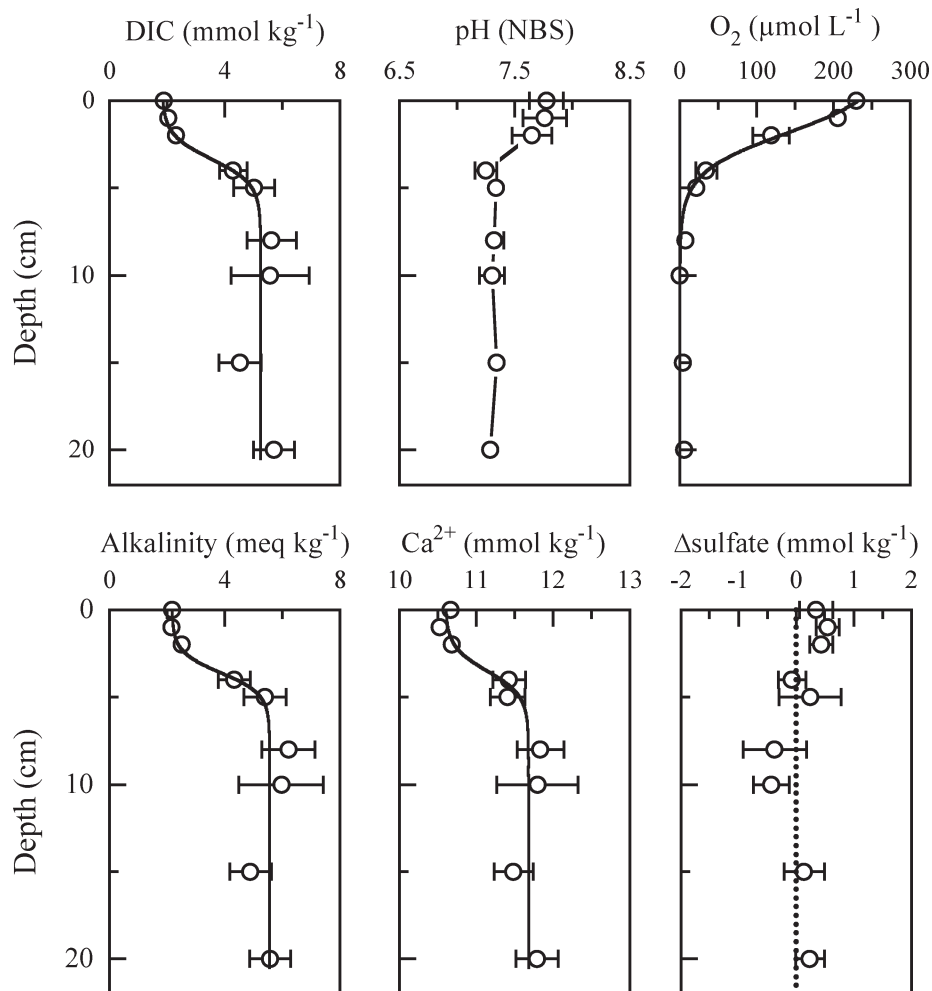 DIC (mmol kg⁻¹) pH (NBS) O₂ (µmol L⁻¹ )
0 4 8 6.5 7.5 8.5 0 100 200 300
0
10
20
Depth (cm)
Alkalinity (meq kg⁻¹) Ca²⁺ (mmol kg⁻¹) Δsulfate (mmol kg⁻¹)
0 4 8 10 11 12 13 -2 -1 0 1 2
0
10
20
Depth (cm)